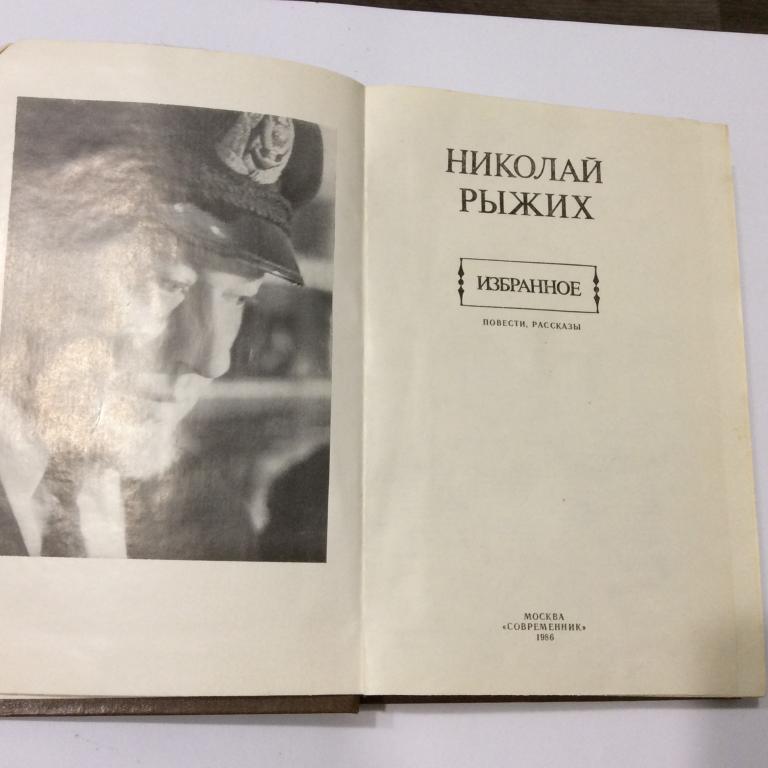 НИКОЛАЙ
РЫЖИХ
ИЗБРАННОЕ
ПОВЕСТИ, РАССКАЗЫ
МОСКВА
«СОВРЕМЕННИК»
1986